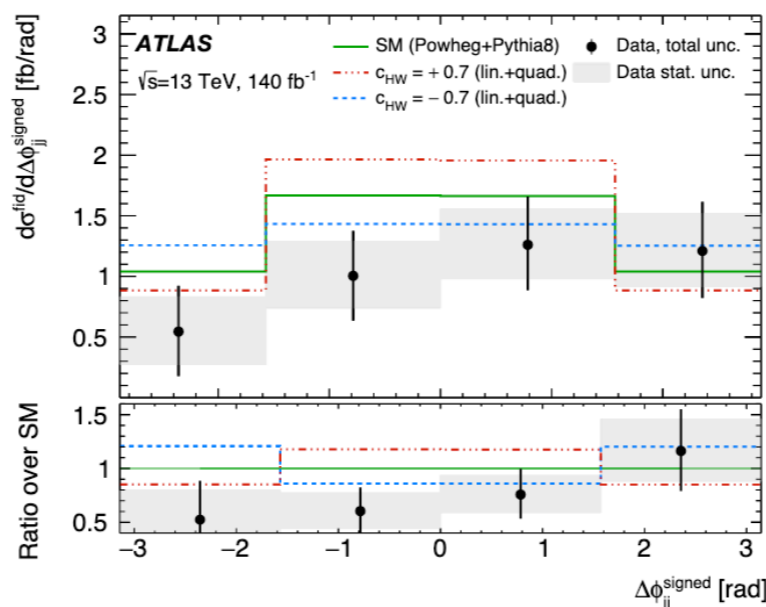 ATLAS
√s=13 TeV, 140 fb⁻¹
SM (Powheg+Pythia8)
c_HW = + 0.7 (lin.+quad.)
c_HW = − 0.7 (lin.+quad.)
Data, total unc.
Data stat. unc.
dσ^fid/dΔϕ_jj^signed [fb/rad]
3
2.5
2
1.5
1
0.5
Ratio over SM
1.5
1
0.5
−3 −2 −1 0 1 2 3
Δϕ_jj^signed [rad]